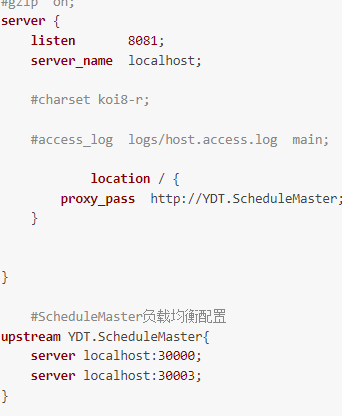 #gzip on;
server {
listen 8081;
server_name localhost;
#charset koi8-r;
#access_log logs/host.access.log main;
location / {
proxy_pass http://YDT.ScheduleMaster;
}
}
#ScheduleMaster负载均衡配置
upstream YDT.ScheduleMaster{
server localhost:30000;
server localhost:30003;
}